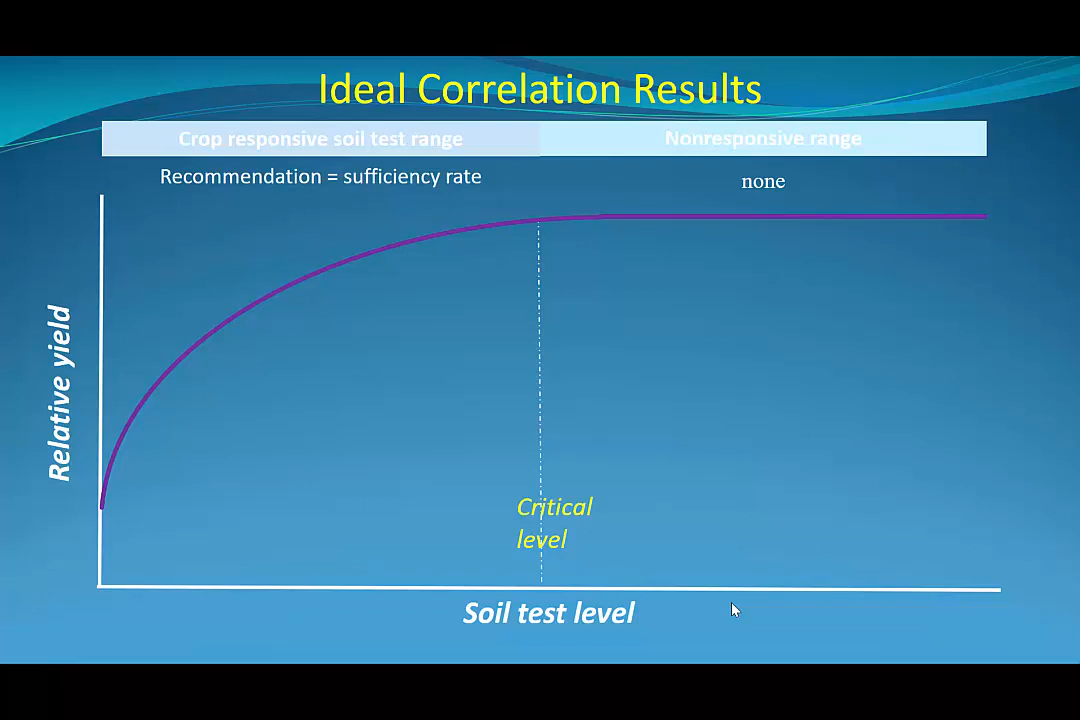 Ideal Correlation Results
Crop responsive soil test range
Nonresponsive range
Recommendation = sufficiency rate
none
Relative yield
Critical
level
Soil test level